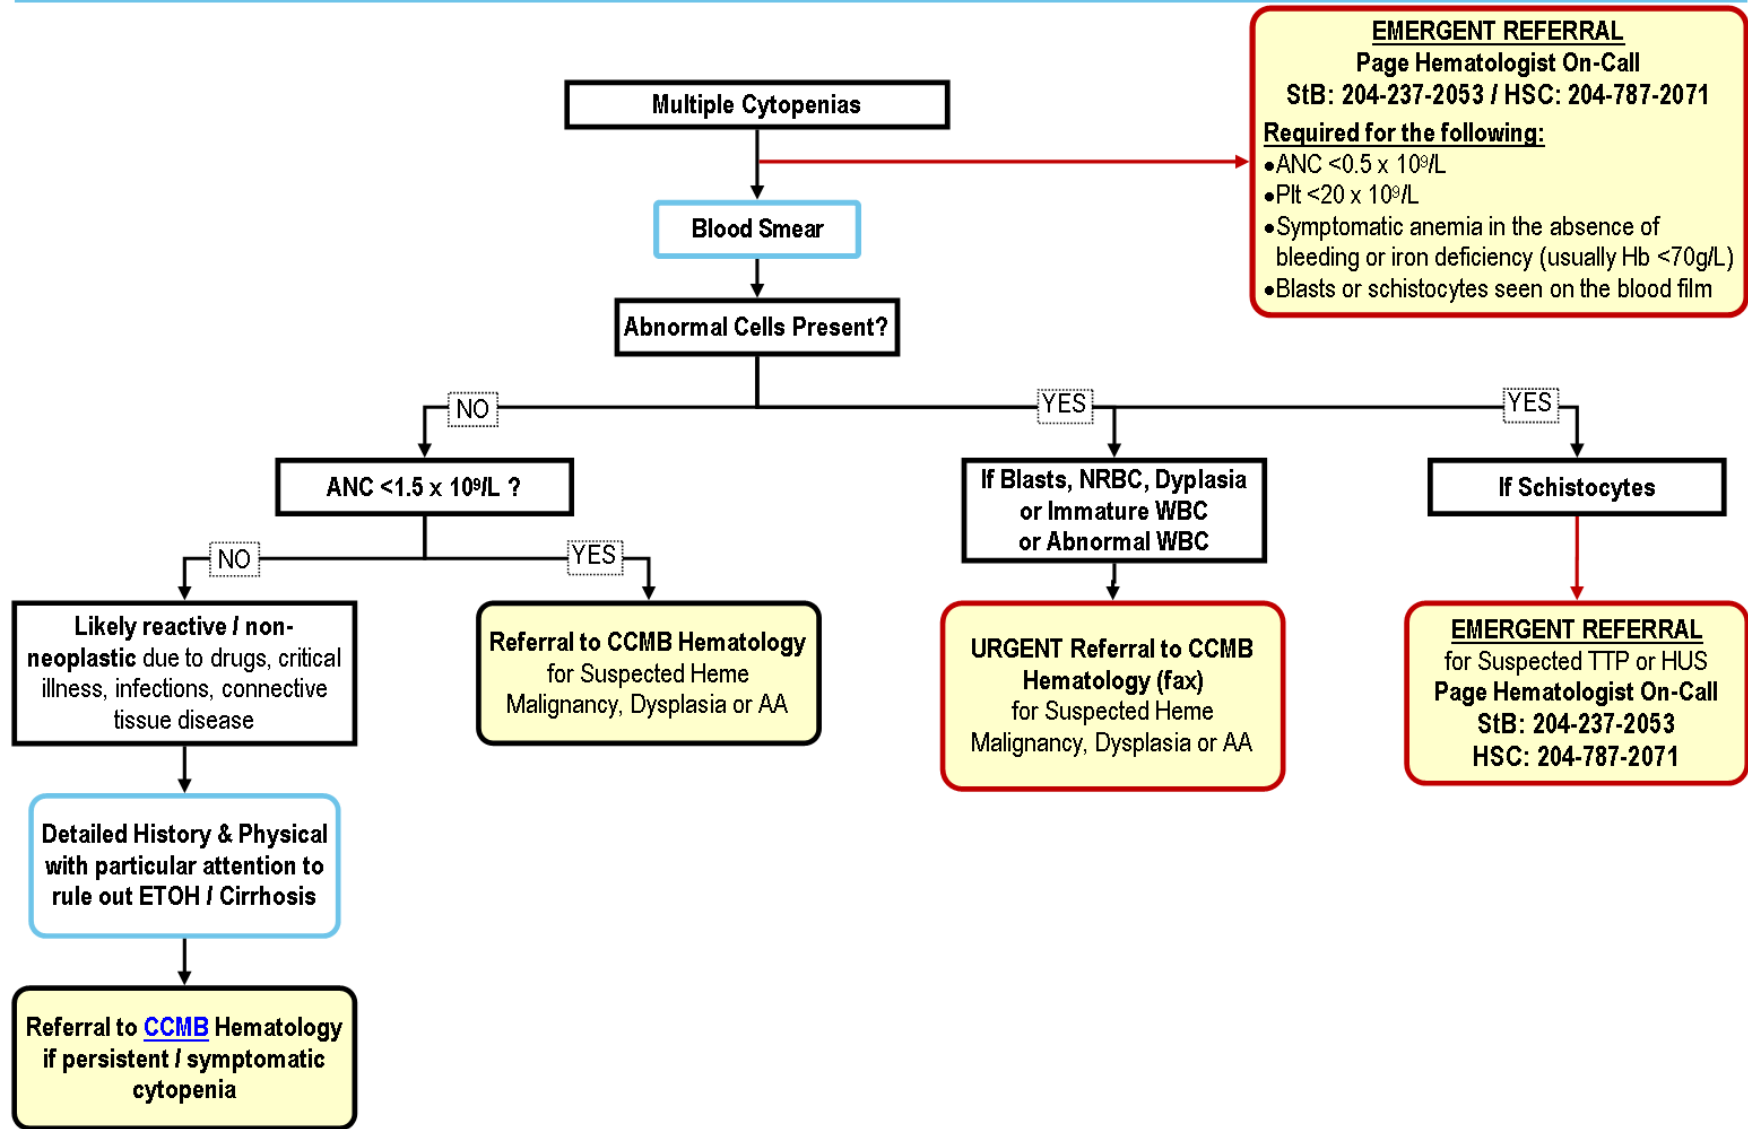 EMERGENT REFERRAL
Page Hematologist On-Call
StB: 204-237-2053 / HSC: 204-787-2071
Required for the following:
•ANC <0.5 x 10⁹/L
•Plt <20 x 10⁹/L
•Symptomatic anemia in the absence of
bleeding or iron deficiency (usually Hb <70g/L)
•Blasts or schistocytes seen on the blood film
Multiple Cytopenias
Blood Smear
Abnormal Cells Present?
NO
YES
YES
ANC <1.5 x 10⁹/L ?
If Blasts, NRBC, Dyplasia
or Immature WBC
or Abnormal WBC
If Schistocytes
NO
YES
Likely reactive / non-
neoplastic due to drugs, critical
illness, infections, connective
tissue disease
Referral to CCMB Hematology
for Suspected Heme
Malignancy, Dysplasia or AA
URGENT Referral to CCMB
Hematology (fax)
for Suspected Heme
Malignancy, Dysplasia or AA
EMERGENT REFERRAL
for Suspected TTP or HUS
Page Hematologist On-Call
StB: 204-237-2053
HSC: 204-787-2071
Detailed History & Physical
with particular attention to
rule out ETOH / Cirrhosis
Referral to CCMB Hematology
if persistent / symptomatic
cytopenia